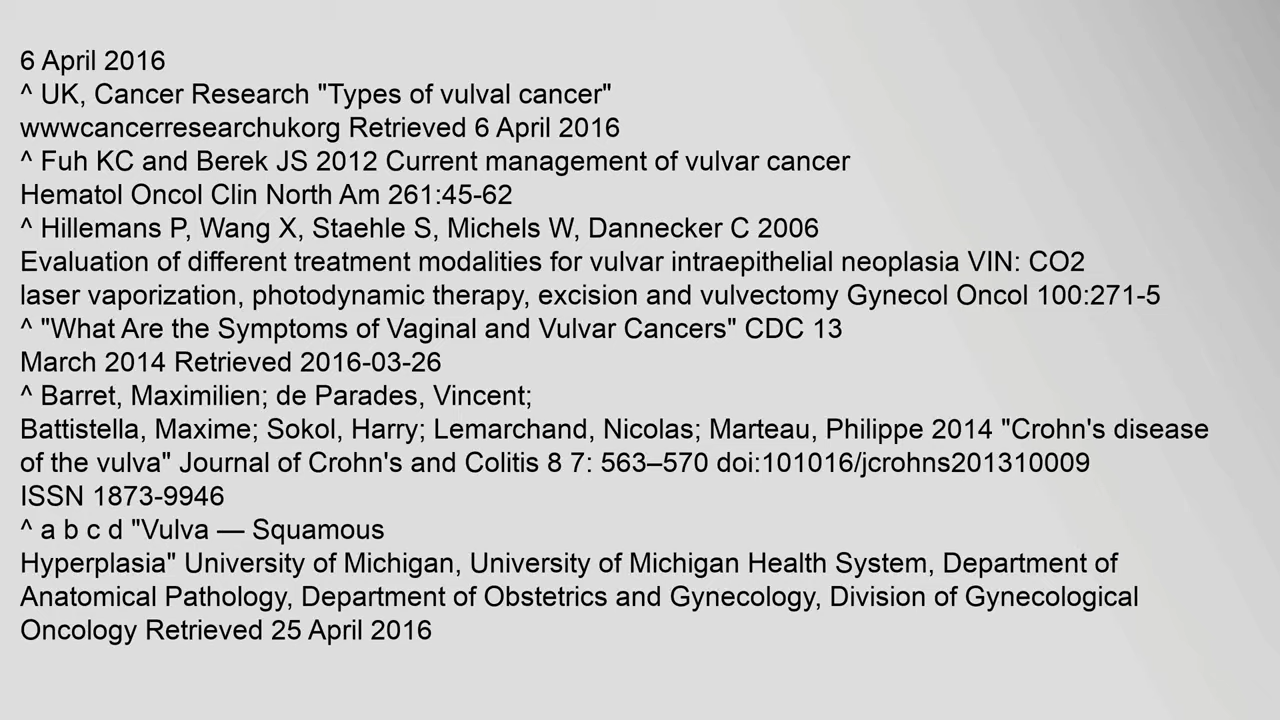 6 April 2016
^ UK, Cancer Research "Types of vulval cancer"
wwwcancerresearchukorg Retrieved 6 April 2016
^ Fuh KC and Berek JS 2012 Current management of vulvar cancer
Hematol Oncol Clin North Am 261:45-62
^ Hillemans P, Wang X, Staehle S, Michels W, Dannecker C 2006
Evaluation of different treatment modalities for vulvar intraepithelial neoplasia VIN: CO2
laser vaporization, photodynamic therapy, excision and vulvectomy Gynecol Oncol 100:271-5
^ "What Are the Symptoms of Vaginal and Vulvar Cancers" CDC 13
March 2014 Retrieved 2016-03-26
^ Barret, Maximilien; de Parades, Vincent;
Battistella, Maxime; Sokol, Harry; Lemarchand, Nicolas; Marteau, Philippe 2014 "Crohn's disease
of the vulva" Journal of Crohn's and Colitis 8 7: 563–570 doi:101016/jcrohns201310009
ISSN 1873-9946
^ a b c d "Vulva — Squamous
Hyperplasia" University of Michigan, University of Michigan Health System, Department of
Anatomical Pathology, Department of Obstetrics and Gynecology, Division of Gynecological
Oncology Retrieved 25 April 2016